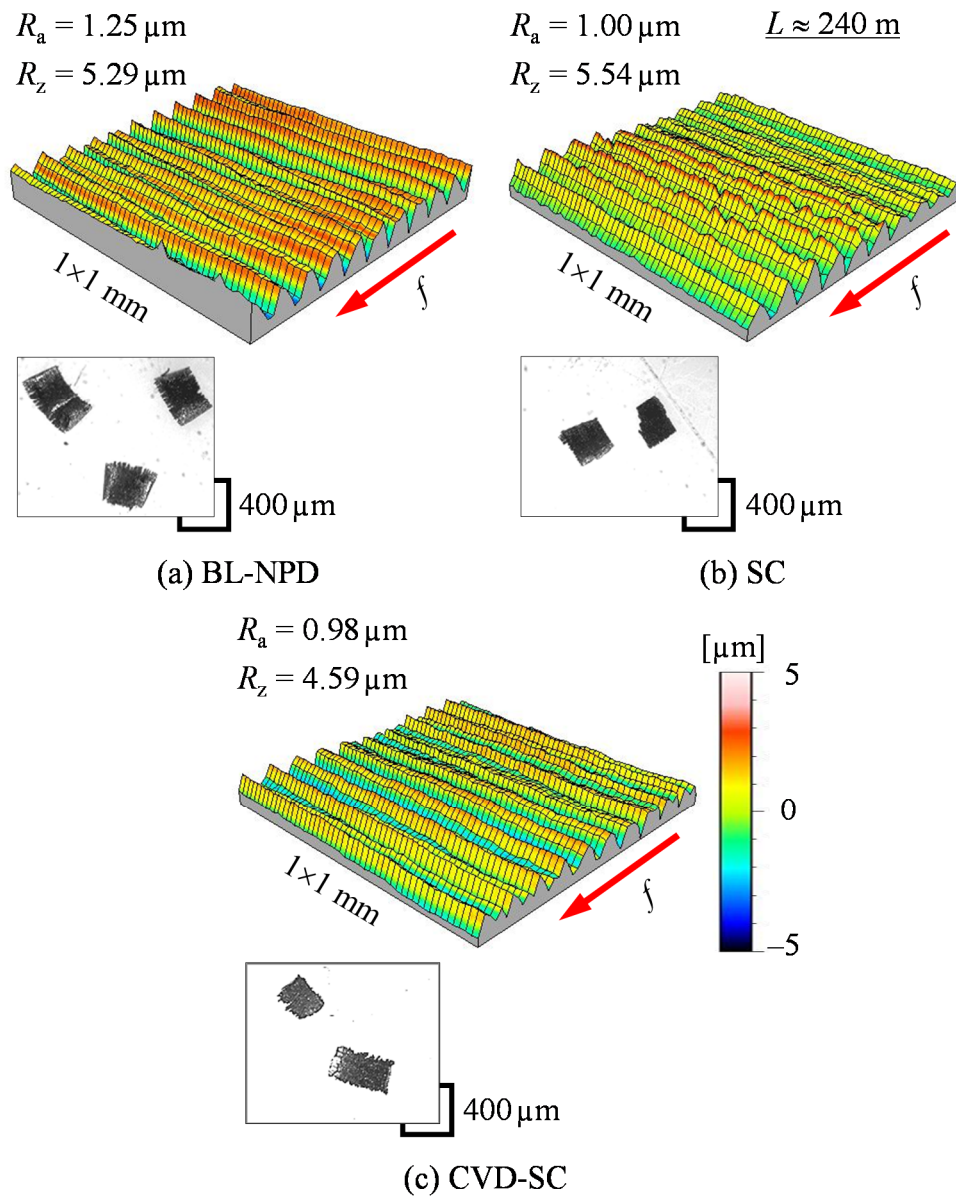 Ra = 1.25 µm
Rz = 5.29 µm
1×1 mm
f
400 µm
(a) BL-NPD
Ra = 1.00 µm
L ≈ 240 m
Rz = 5.54 µm
1×1 mm
f
400 µm
(b) SC
Ra = 0.98 µm
Rz = 4.59 µm
1×1 mm
f
[µm]
5
0
–5
400 µm
(c) CVD-SC